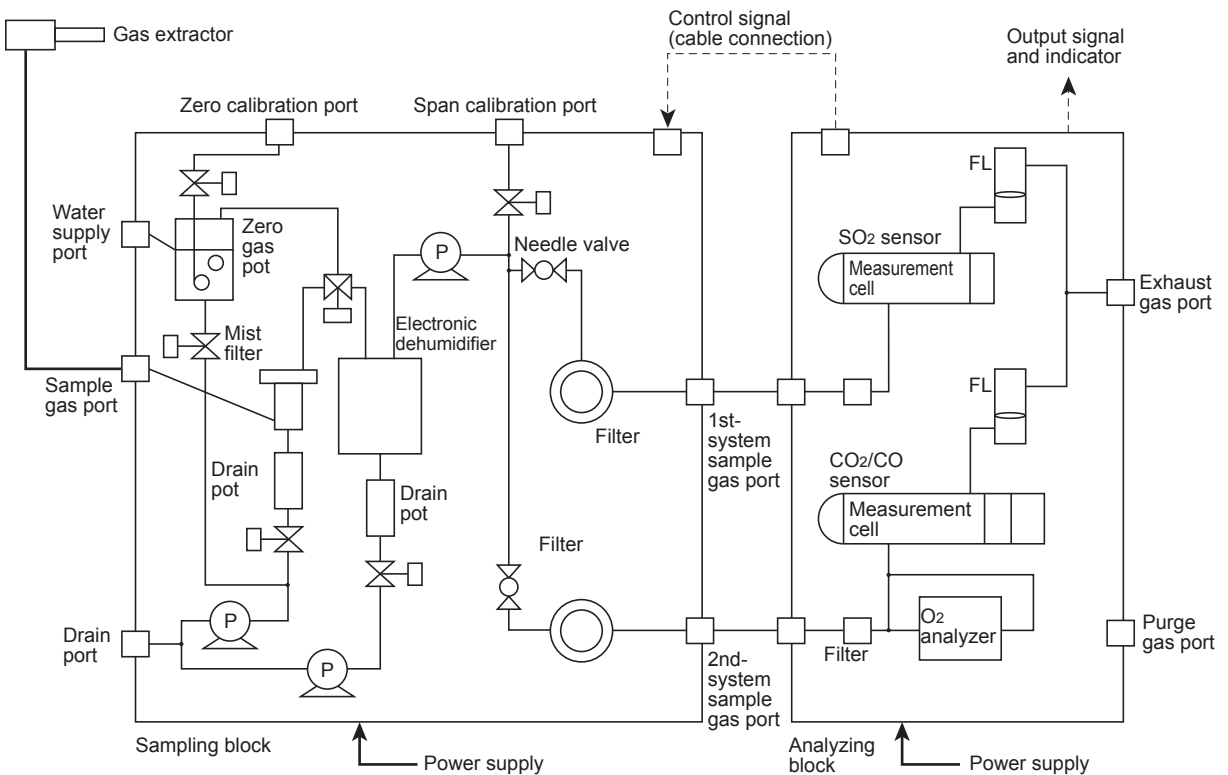 Gas extractor
Control signal
(cable connection)
Output signal
and indicator
Zero calibration port
Span calibration port
FL
Water
supply
port
Zero
gas
pot
P
Needle valve
SO2 sensor
Measurement
cell
Exhaust
gas port
Mist
filter
Electronic
dehumidifier
Sample
gas port
FL
Filter
1st-
system
sample
gas port
CO2/CO
sensor
Drain
pot
Drain
pot
Measurement
cell
Filter
P
O2
analyzer
Drain
port
P
Filter
Purge
gas port
2nd-
system
sample
gas port
Sampling block
Power supply
Analyzing
block
Power supply